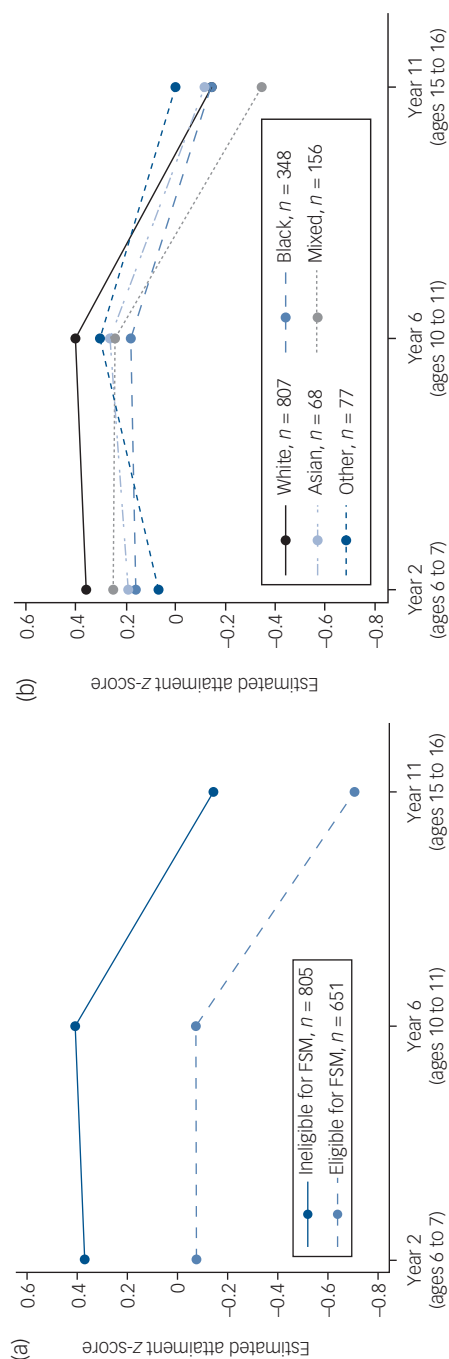 (a)
Estimated attaiment z-score
0.6
0.4
0.2
0
–0.2
–0.4
–0.6
–0.8
Ineligible for FSM, n = 805
Eligible for FSM, n = 651
Year 2
(ages 6 to 7)
Year 6
(ages 10 to 11)
Year 11
(ages 15 to 16)
(b)
Estimated attaiment z-score
0.6
0.4
0.2
0
–0.2
–0.4
–0.6
–0.8
White, n = 807
Black, n = 348
Asian, n = 68
Mixed, n = 156
Other, n = 77
Year 2
(ages 6 to 7)
Year 6
(ages 10 to 11)
Year 11
(ages 15 to 16)